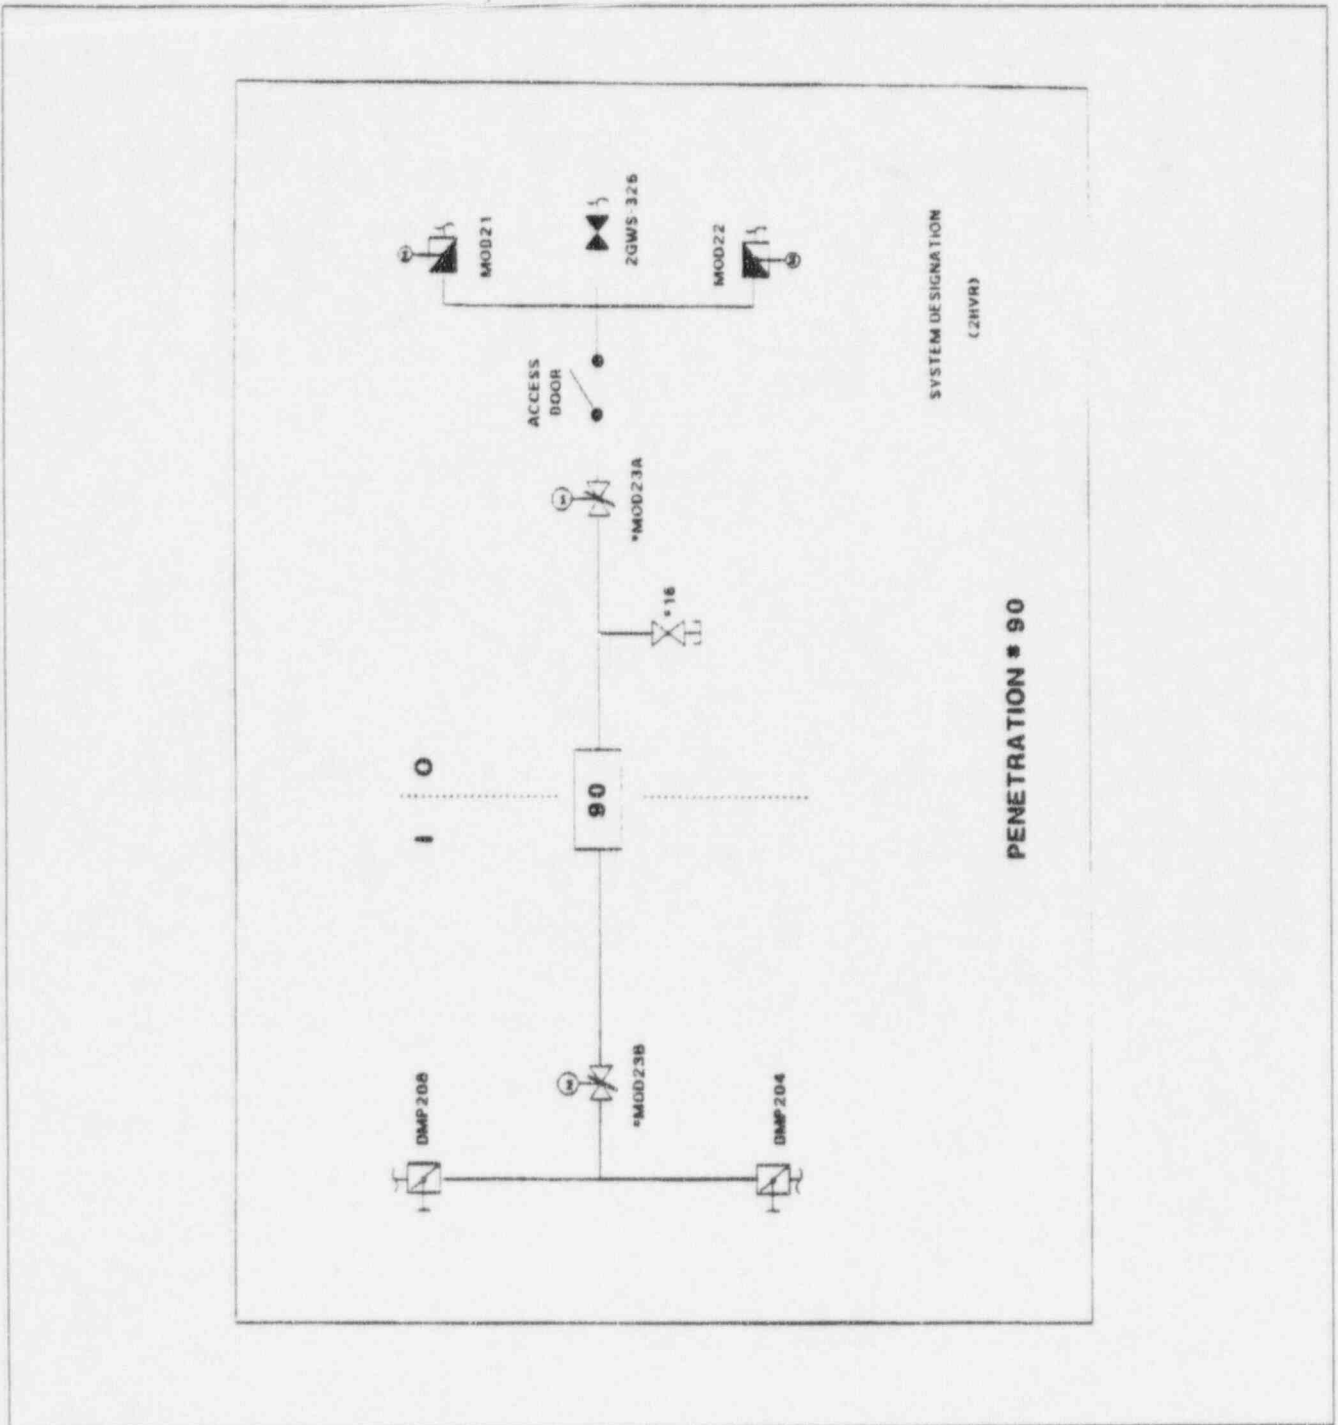 DMP208
*MOD23B
DMP204
I
O
90
*16
*MOD23A
ACCESS
DOOR
MOD21
2GWS-326
MOD22
SYSTEM DESIGNATION
(2HVR)
PENETRATION # 90